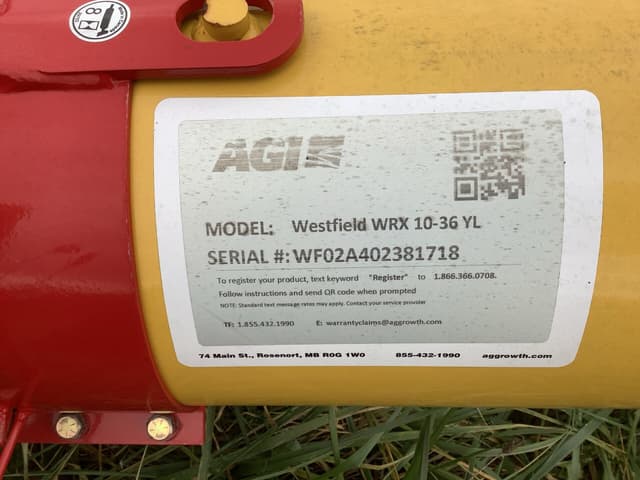 8
AGI
MODEL: Westfield WRX 10-36 YL
SERIAL #: WF02A402381718
To register your product, text keyword "Register" to 1.866.366.0708.
Follow instructions and send QR code when prompted
NOTE: Standard text message rates may apply. Contact your service provider
TF: 1.855.432.1990 E: warrantyclaims@aggrowth.com
74 Main St., Rosenort, MB R0G 1W0 855-432-1990 aggrowth.com